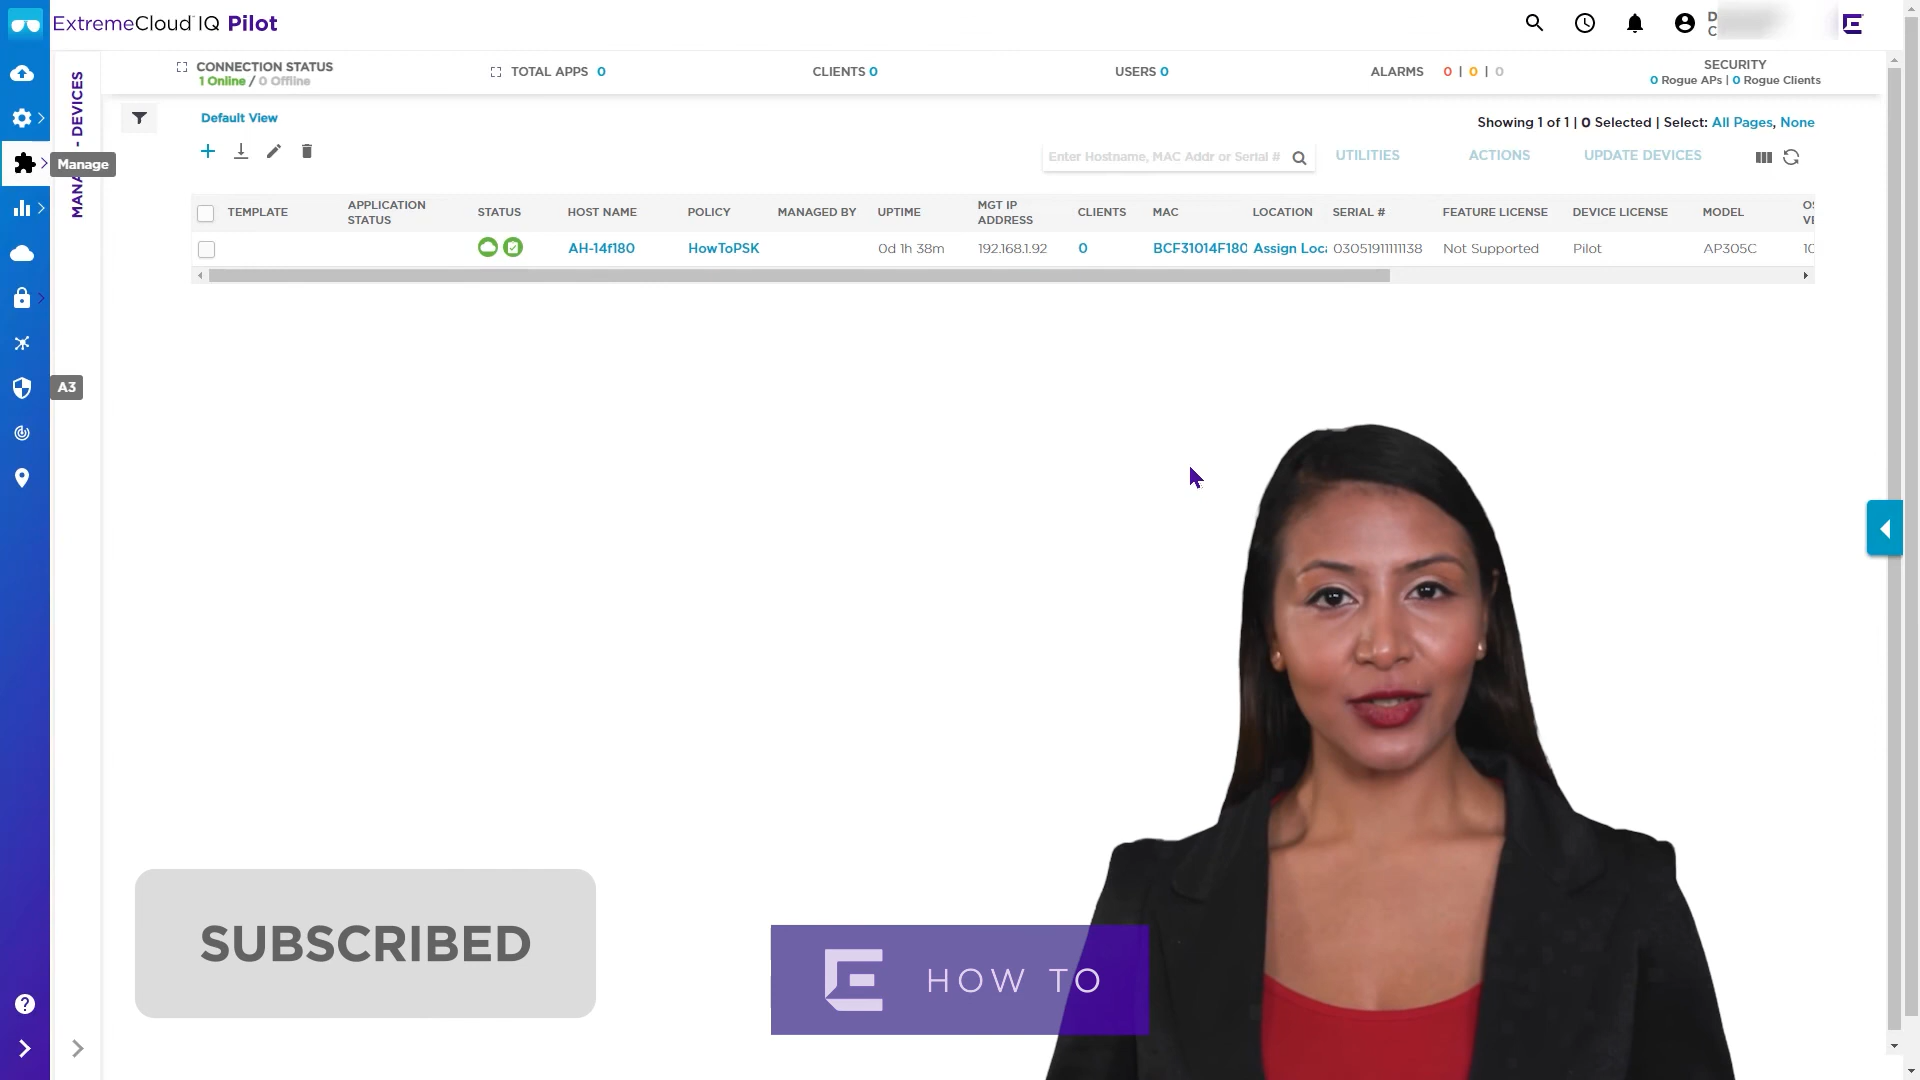 ExtremeCloud IQ Pilot
D
C
CONNECTION STATUS
1 Online / 0 Offline
TOTAL APPS 0
CLIENTS 0
USERS 0
ALARMS 0 | 0 | 0
SECURITY
0 Rogue APs | 0 Rogue Clients
- DEVICES
Manage
Default View
Showing 1 of 1 | 0 Selected | Select: All Pages, None
Enter Hostname, MAC Addr or Serial #
UTILITIES
ACTIONS
UPDATE DEVICES
TEMPLATE
APPLICATION
STATUS
STATUS
HOST NAME
POLICY
MANAGED BY
UPTIME
MGT IP
ADDRESS
CLIENTS
MAC
LOCATION
SERIAL #
FEATURE LICENSE
DEVICE LICENSE
MODEL
AH-14f180
HowToPSK
0d 1h 38m
192.168.1.92
0
BCF31014F180
Assign Loc
03051911111138
Not Supported
Pilot
AP305C
A3
SUBSCRIBED
HOW TO